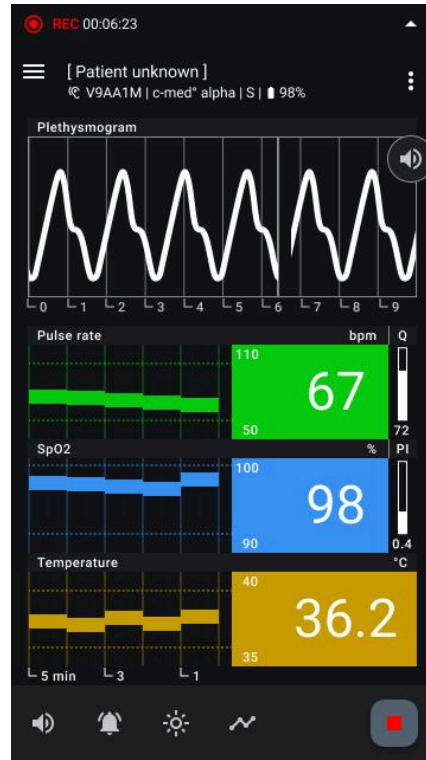 REC 00:06:23
[ Patient unknown ]
V9AA1M | c-med° alpha | S | 98%
Plethysmogram
0 1 2 3 4 5 6 7 8 9
Pulse rate bpm Q
110
67
50 72
SpO2 % PI
100
98
90 0.4
Temperature °C
40
36.2
35
5 min 3 1